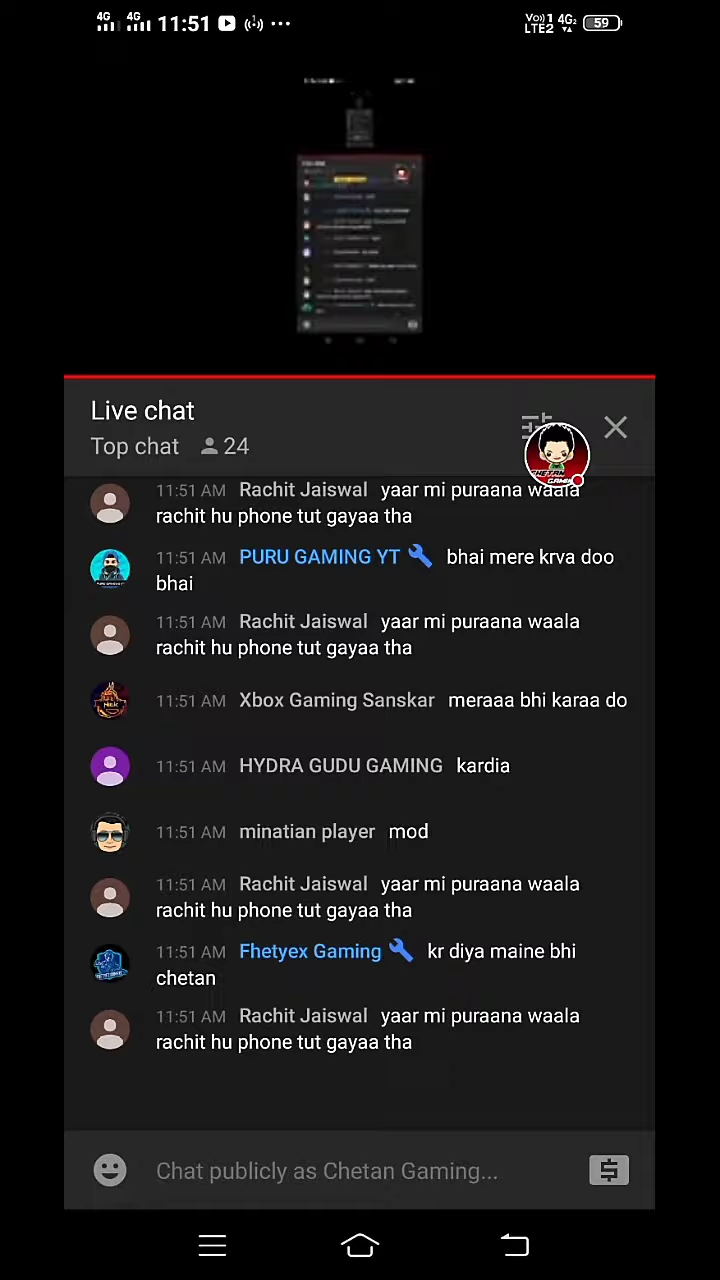 4G 4G 11:51 ... Vo))1 4G2 59
LTE2
Live chat
Top chat 24
11:51 AM Rachit Jaiswal yaar mi puraana waala
rachit hu phone tut gayaa tha
11:51 AM PURU GAMING YT bhai mere krva doo
bhai
11:51 AM Rachit Jaiswal yaar mi puraana waala
rachit hu phone tut gayaa tha
11:51 AM Xbox Gaming Sanskar meraaa bhi karaa do
11:51 AM HYDRA GUDU GAMING kardia
11:51 AM minatian player mod
11:51 AM Rachit Jaiswal yaar mi puraana waala
rachit hu phone tut gayaa tha
11:51 AM Fhetyex Gaming kr diya maine bhi
chetan
11:51 AM Rachit Jaiswal yaar mi puraana waala
rachit hu phone tut gayaa tha
Chat publicly as Chetan Gaming...